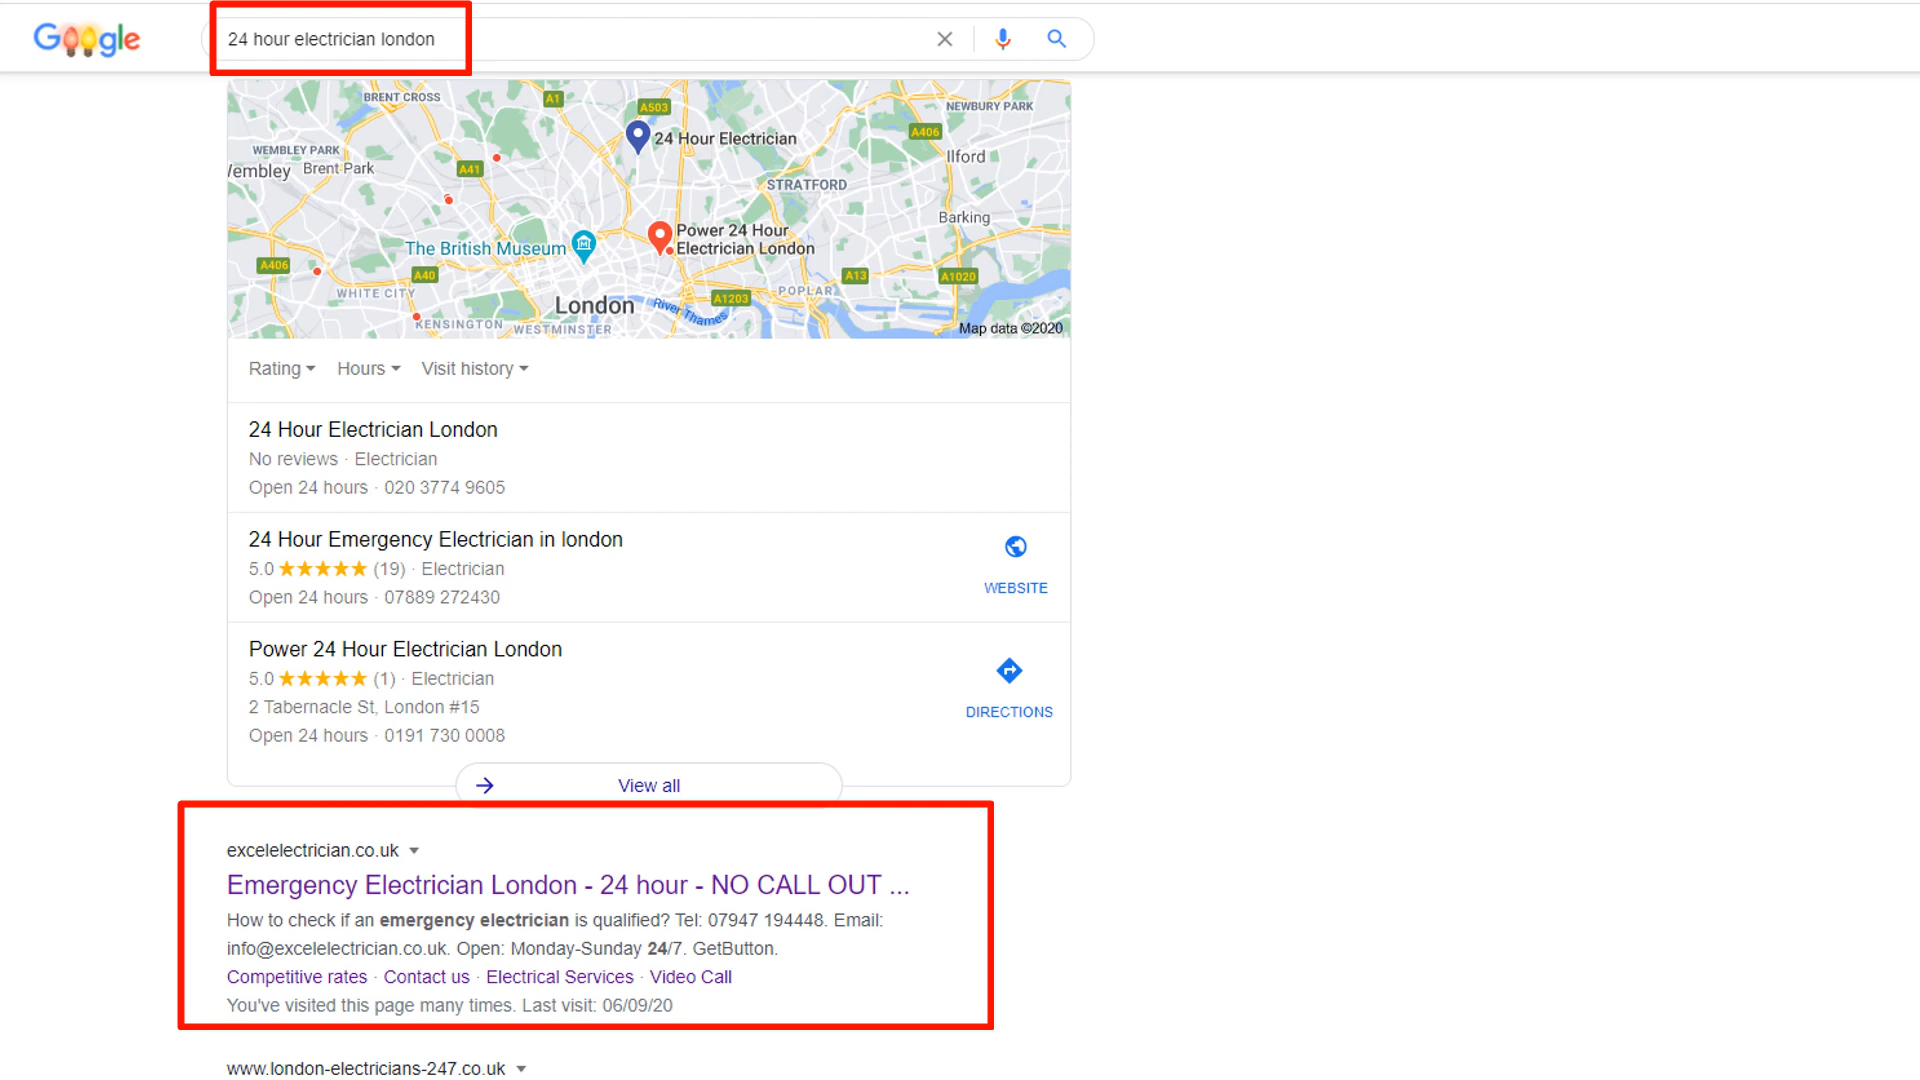 Google
24 hour electrician london
BRENT CROSS
A1
A503
NEWBURY PARK
24 Hour Electrician
A406
WEMBLEY PARK
Ilford
Wembley
Brent Park
A41
STRATFORD
Barking
Power 24 Hour
Electrician London
The British Museum
A406
A40
A13
A1020
WHITE CITY
POPLAR
London
River Thames
A1203
KENSINGTON
WESTMINSTER
Map data ©2020
Rating
Hours
Visit history
24 Hour Electrician London
No reviews · Electrician
Open 24 hours · 020 3774 9605
24 Hour Emergency Electrician in london
5.0 ★★★★★ (19) · Electrician
Open 24 hours · 07889 272430
WEBSITE
Power 24 Hour Electrician London
5.0 ★★★★★ (1) · Electrician
2 Tabernacle St, London #15
Open 24 hours · 0191 730 0008
DIRECTIONS
View all
excelelectrician.co.uk
Emergency Electrician London - 24 hour - NO CALL OUT ...
How to check if an emergency electrician is qualified? Tel: 07947 194448. Email:
info@excelelectrician.co.uk. Open: Monday-Sunday 24/7. GetButton.
Competitive rates · Contact us · Electrical Services · Video Call
You've visited this page many times. Last visit: 06/09/20
www.london-electricians-247.co.uk